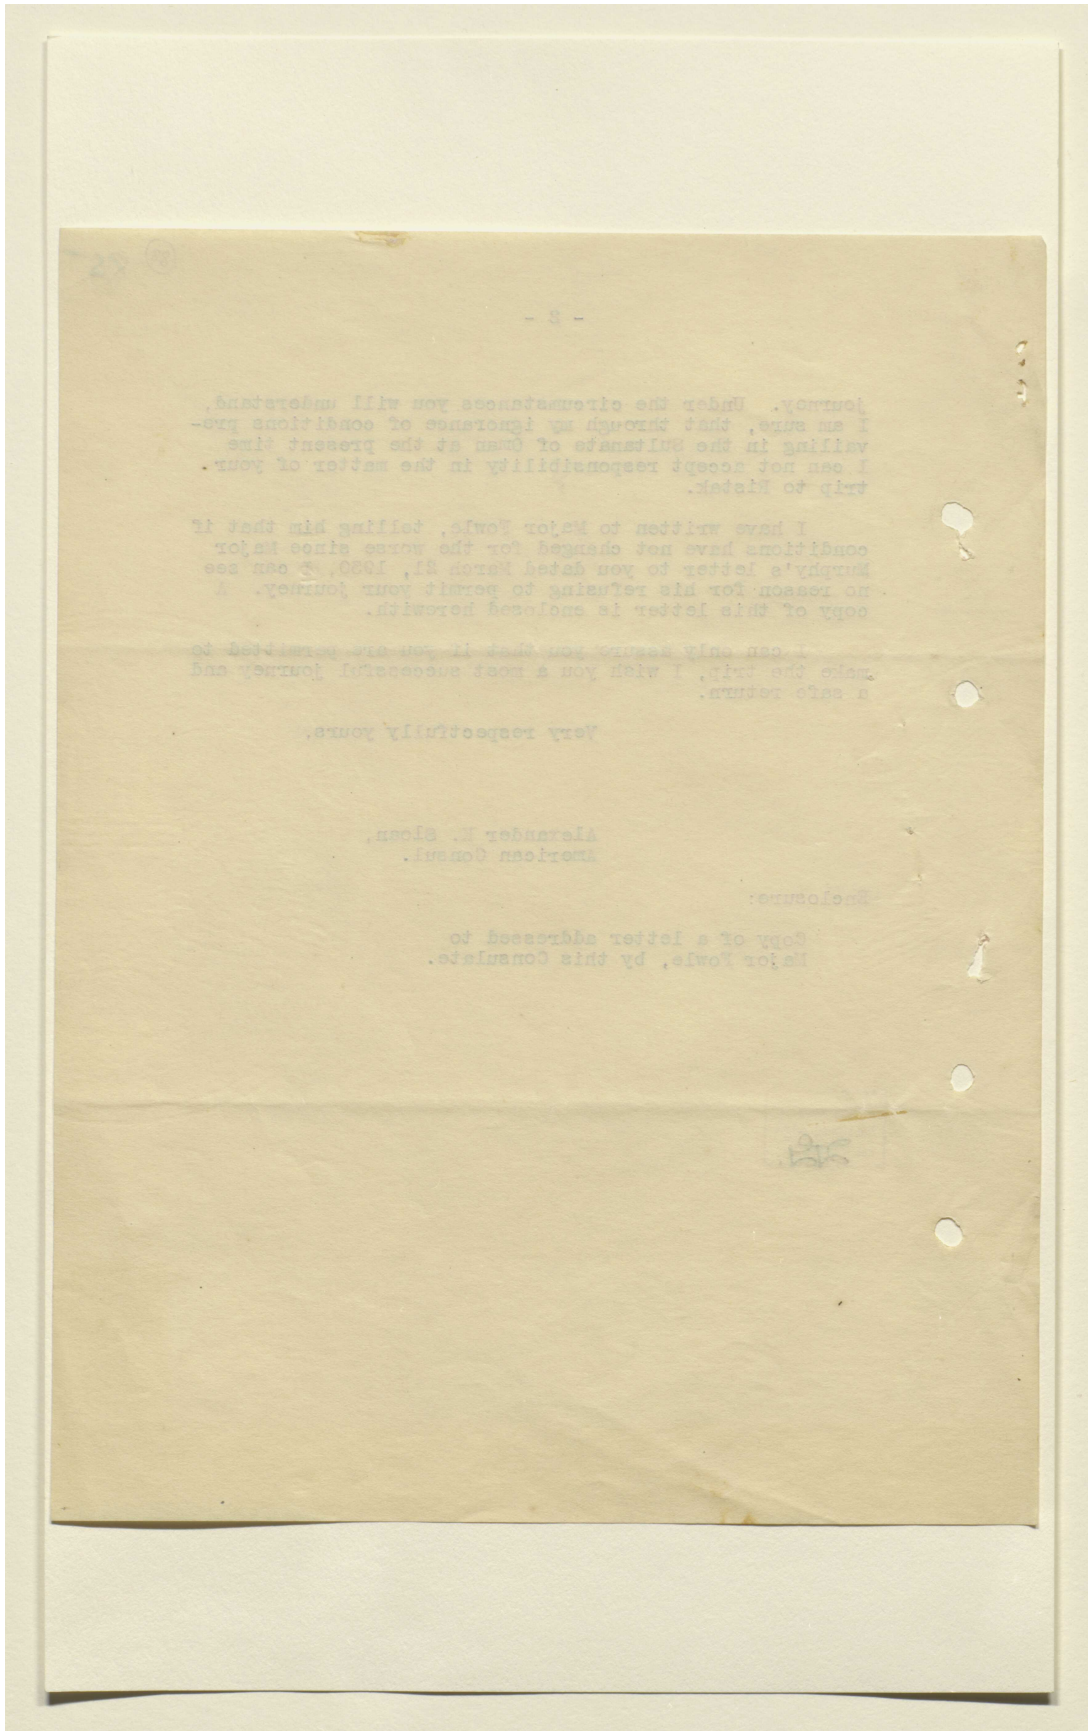 - 2 -
journey. Under the circumstances you will understand,
I am sure, that through my ignorance of conditions pre-
vailing in the Sultanate of Oman at the present time
I can not accept responsibility in the matter of your
trip to Ristek.
I have written to Major Fowle, telling him that if
conditions have not changed for the worse since Major
Murphy's letter to you dated March 21, 1930, I can see
no reason for his refusing to permit your journey. A
copy of this letter is enclosed herewith.
I can only assure you that if you are permitted to
make the trip, I wish you a most successful journey and
a safe return.
Very respectfully yours,
Alexander K. Sloan,
American Consul.
Enclosure:
Copy of a letter addressed to
Major Fowle, by this Consulate.